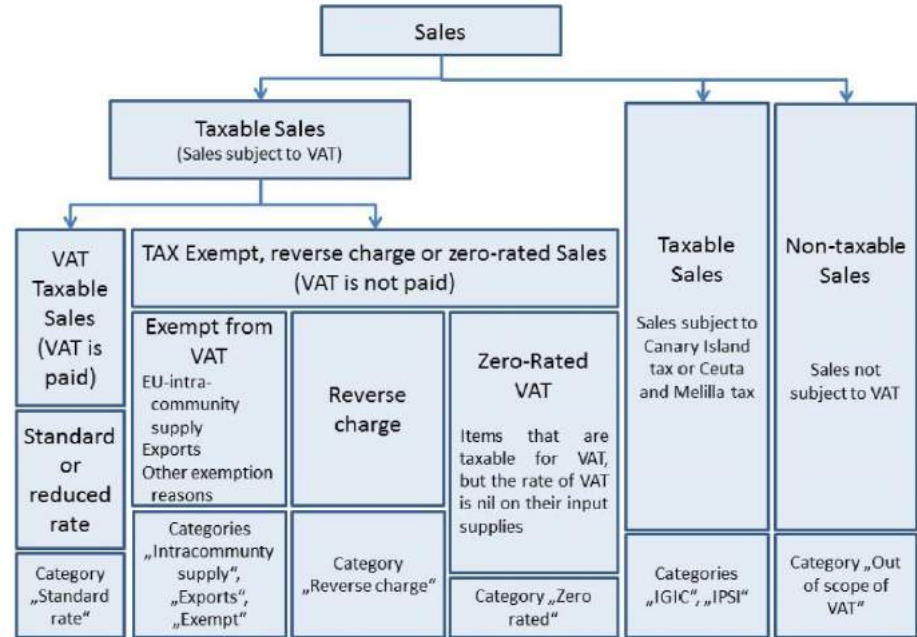 Sales
Taxable Sales
(Sales subject to VAT)
VAT
Taxable
Sales
(VAT is
paid)
Standard
or
reduced
rate
Category
„Standard
rate“
TAX Exempt, reverse charge or zero-rated Sales
(VAT is not paid)
Exempt from
VAT
EU-intra-
community
supply
Exports
Other exemption
reasons
Categories
„Intracommunty
supply“,
„Exports“,
„Exempt“
Reverse
charge
Category
„Reverse charge“
Zero-Rated
VAT
Items that are
taxable for VAT,
but the rate of VAT
is nil on their input
supplies
Category „Zero
rated“
Taxable
Sales
Sales subject to
Canary Island
tax or Ceuta
and Melilla tax
Categories
„IGIC“, „IPSI“
Non-taxable
Sales
Sales not
subject to VAT
Category „Out
of scope of
VAT“